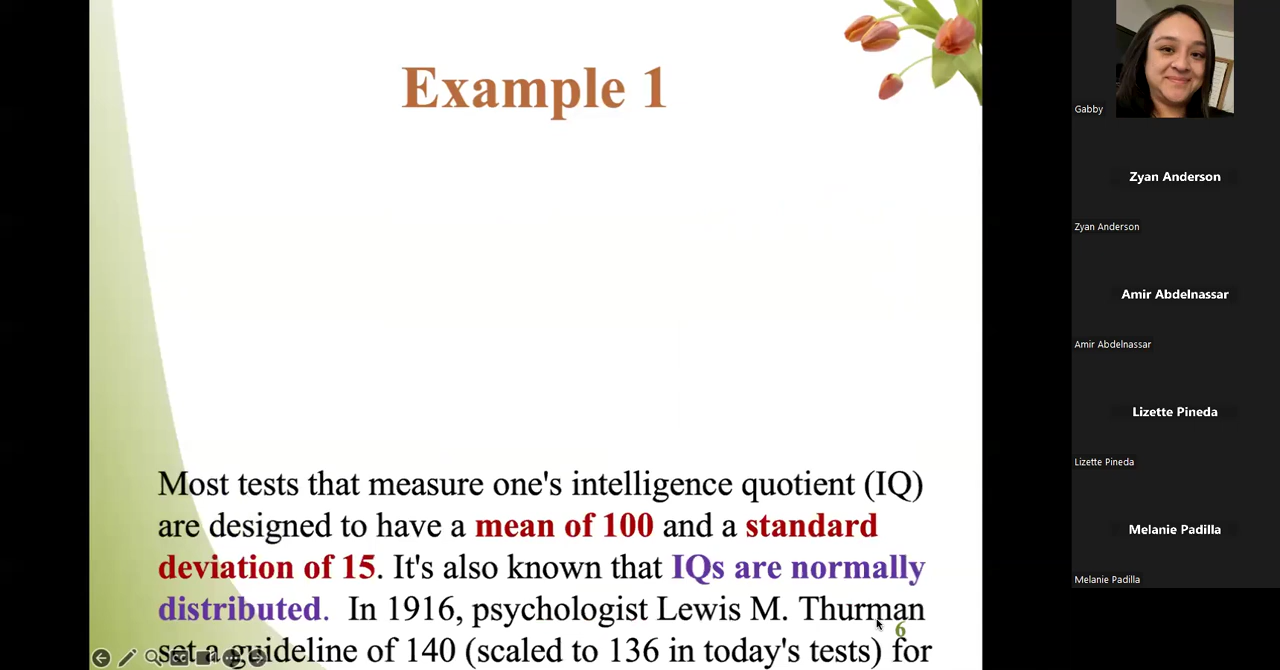 Example 1
Most tests that measure one's intelligence quotient (IQ)
are designed to have a mean of 100 and a standard
deviation of 15. It's also known that IQs are normally
distributed. In 1916, psychologist Lewis M. Thurman
set a guideline of 140 (scaled to 136 in today's tests) for
6
Gabby
Zyan Anderson
Zyan Anderson
Amir Abdelnassar
Amir Abdelnassar
Lizette Pineda
Lizette Pineda
Melanie Padilla
Melanie Padilla